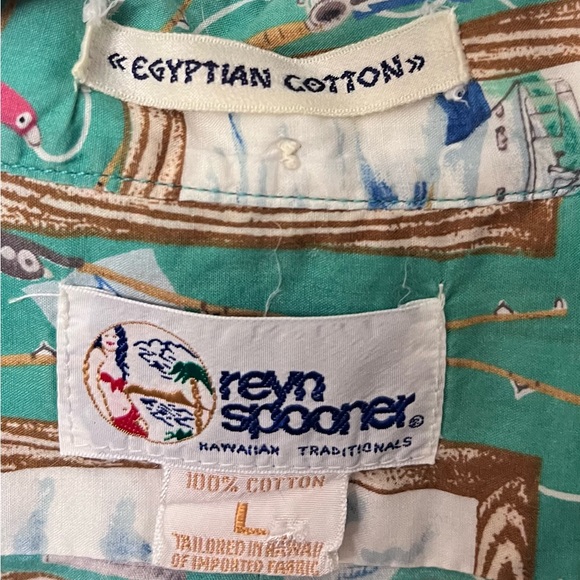 «EGYPTIAN COTTON»
reyn
spooner®
HAWAIIAN TRADITIONALS
100% COTTON
L
TAILORED IN HAWAII
OF IMPORTED FABRIC